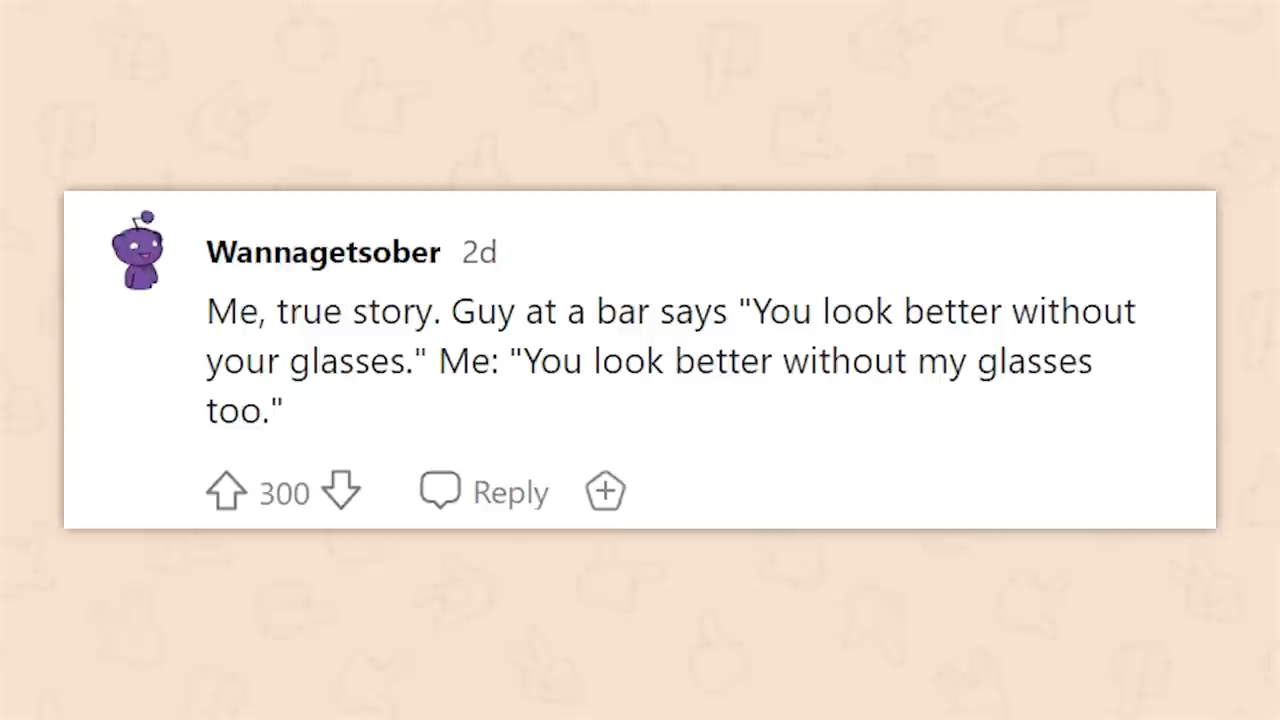 Wannagetsober 2d
Me, true story. Guy at a bar says "You look better without
your glasses." Me: "You look better without my glasses
too."
300 Reply